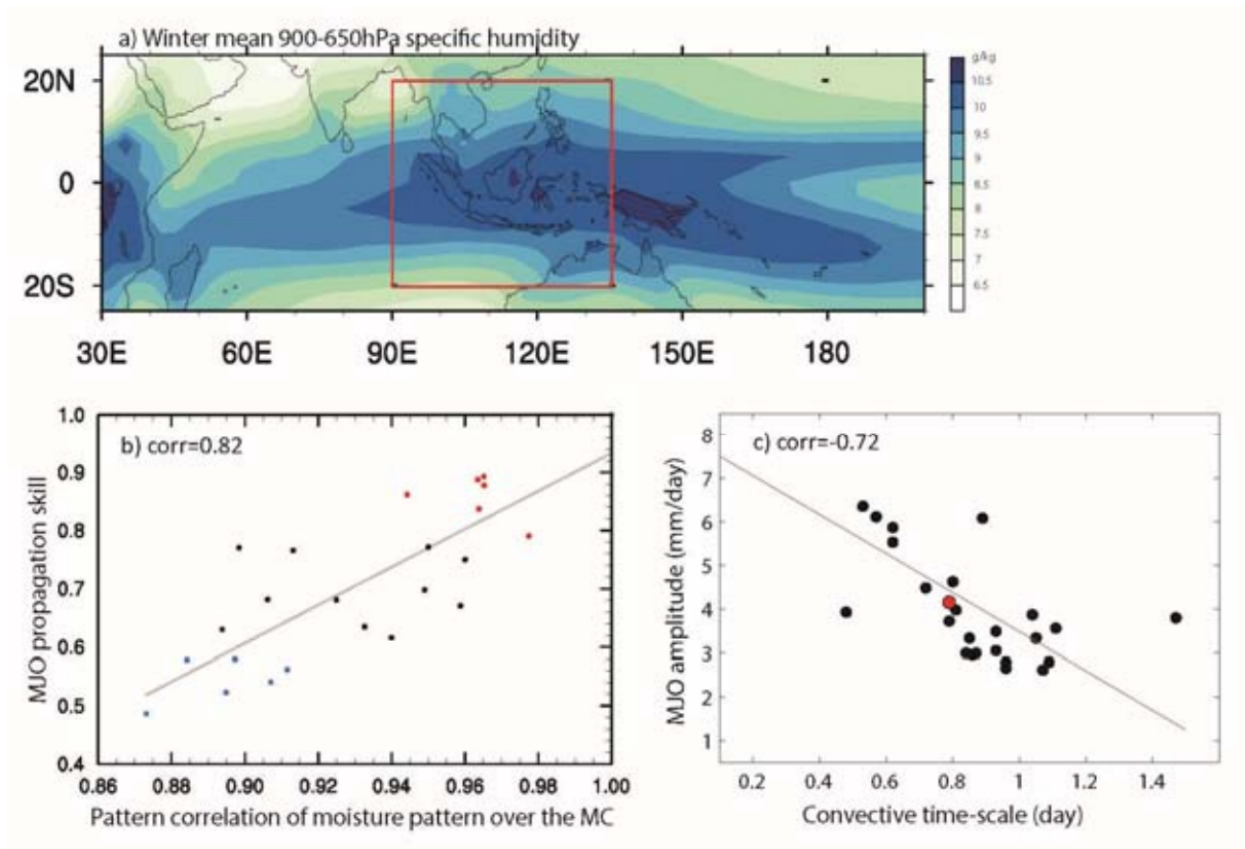 a) Winter mean 900-650hPa specific humidity
g/kg
20N
0
20S
10.5
10
9.5
9
8.5
8
7.5
7
6.5
30E 60E 90E 120E 150E 180
b) corr=0.82
MJO propagation skill
1.0
0.9
0.8
0.7
0.6
0.5
0.4
0.86 0.88 0.90 0.92 0.94 0.96 0.98 1.00
Pattern correlation of moisture pattern over the MC
c) corr=-0.72
MJO amplitude (mm/day)
8
7
6
5
4
3
2
1
0.2 0.4 0.6 0.8 1 1.2 1.4
Convective time-scale (day)